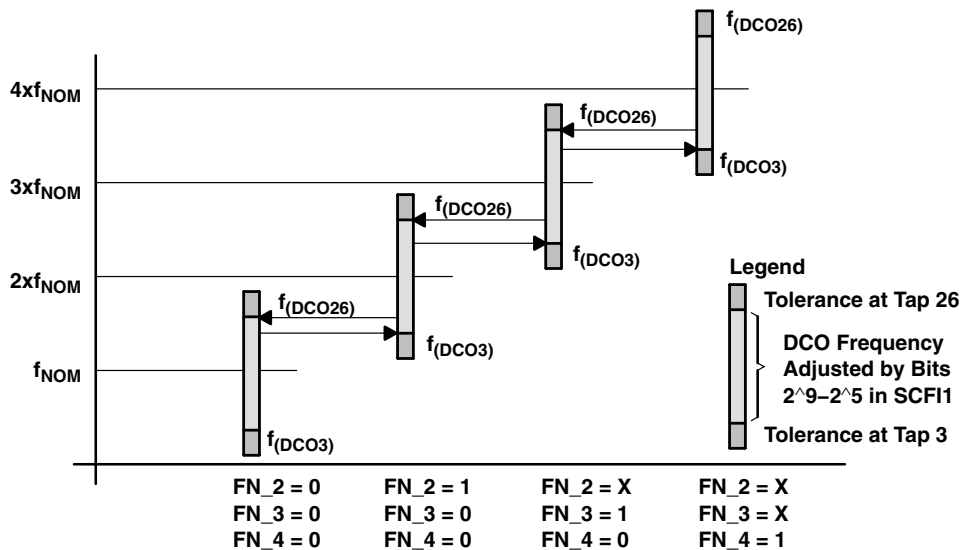 f(DCO26)
4xfNOM
f(DCO26)
f(DCO3)
3xfNOM
f(DCO26)
f(DCO3)
2xfNOM
f(DCO26)
f(DCO3)
fNOM
f(DCO3)
Legend
Tolerance at Tap 26
DCO Frequency
Adjusted by Bits
2^9–2^5 in SCFI1
Tolerance at Tap 3
FN_2 = 0 FN_2 = 1 FN_2 = X FN_2 = X
FN_3 = 0 FN_3 = 0 FN_3 = 1 FN_3 = X
FN_4 = 0 FN_4 = 0 FN_4 = 0 FN_4 = 1